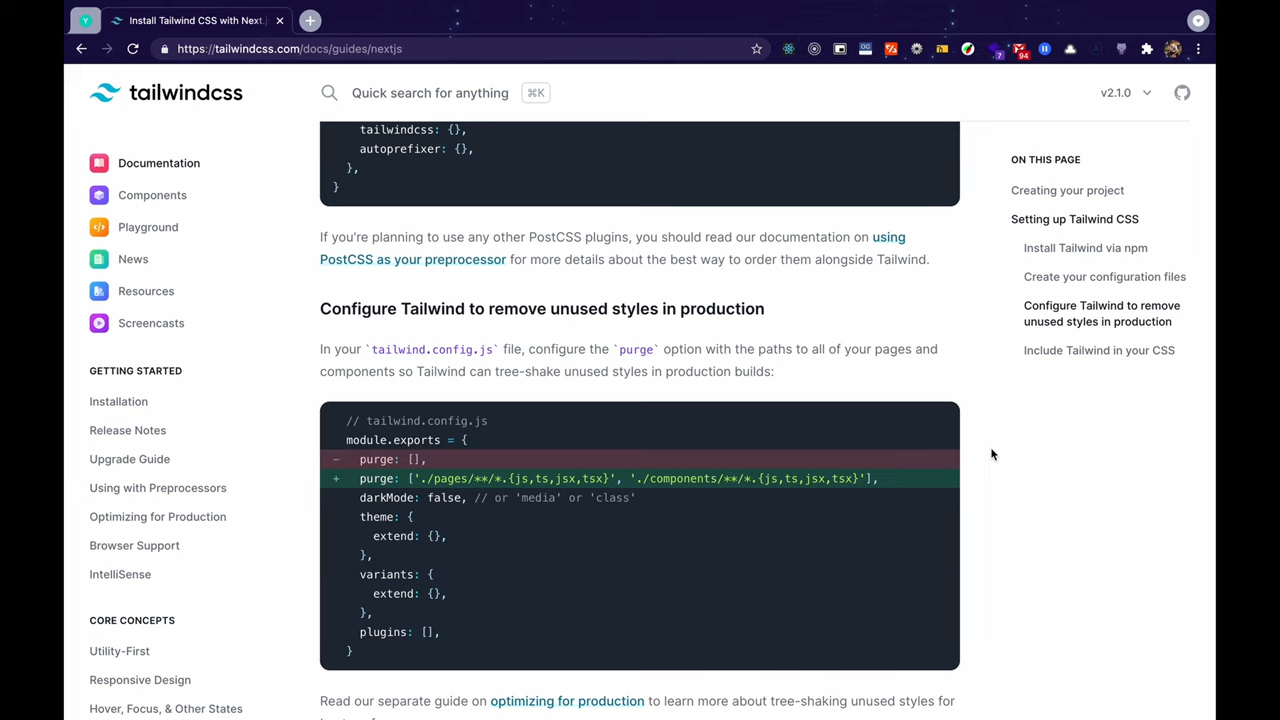 Install Tailwind CSS with Next.
https://tailwindcss.com/docs/guides/nextjs
7
94
tailwindcss
Quick search for anything
⌘K
v2.1.0
Documentation
Components
Playground
News
Resources
Screencasts
GETTING STARTED
Installation
Release Notes
Upgrade Guide
Using with Preprocessors
Optimizing for Production
Browser Support
IntelliSense
CORE CONCEPTS
Utility-First
Responsive Design
Hover, Focus, & Other States
tailwindcss: {},
autoprefixer: {},
},
}
If you're planning to use any other PostCSS plugins, you should read our documentation on using
PostCSS as your preprocessor for more details about the best way to order them alongside Tailwind.
Configure Tailwind to remove unused styles in production
In your `tailwind.config.js` file, configure the `purge` option with the paths to all of your pages and
components so Tailwind can tree-shake unused styles in production builds:
// tailwind.config.js
module.exports = {
- purge: [],
+ purge: ['./pages/**/*.{js,ts,jsx,tsx}', './components/**/*.{js,ts,jsx,tsx}'],
darkMode: false, // or 'media' or 'class'
theme: {
extend: {},
},
variants: {
extend: {},
},
plugins: [],
}
Read our separate guide on optimizing for production to learn more about tree-shaking unused styles for
ON THIS PAGE
Creating your project
Setting up Tailwind CSS
Install Tailwind via npm
Create your configuration files
Configure Tailwind to remove
unused styles in production
Include Tailwind in your CSS